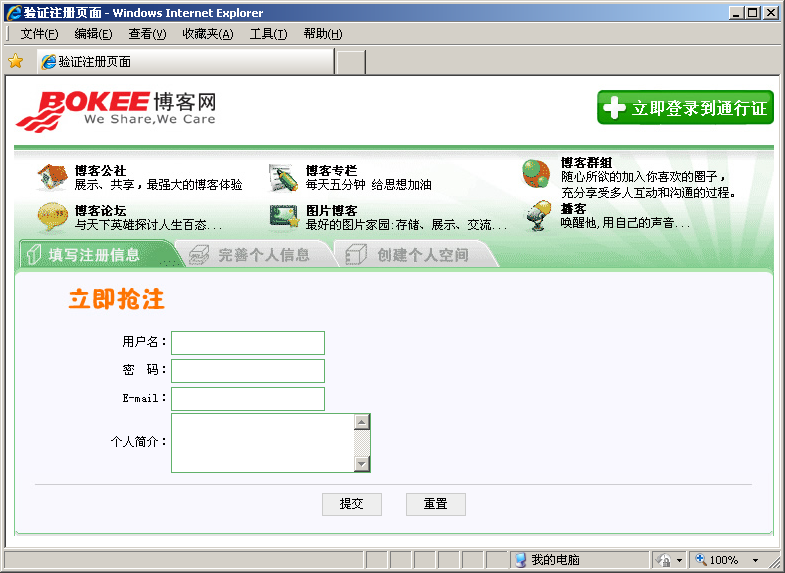 验证注册页面 - Windows Internet Explorer
文件(F) 编辑(E) 查看(V) 收藏夹(A) 工具(T) 帮助(H)
验证注册页面
BOKEE 博客网
We Share,We Care
立即登录到通行证
博客公社
展示、共享，最强大的博客体验
博客专栏
每天五分钟 给思想加油
博客群组
随心所欲的加入你喜欢的圈子，
充分享受多人互动和沟通的过程。
博客论坛
与天下英雄探讨人生百态...
图片博客
最好的图片家园:存储、展示、交流...
播客
唤醒他,用自己的声音...
填写注册信息 完善个人信息 创建个人空间
立即抢注
用户名：
密 码：
E-mail：
个人简介：
提交 重置
我的电脑 100%